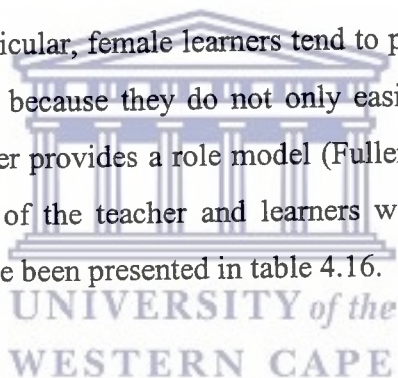 icular, female learners tend to p
because they do not only easi
er provides a role model (Fuller
of the teacher and learners w
e been presented in table 4.16.
UNIVERSITY of the
WESTERN CAPE